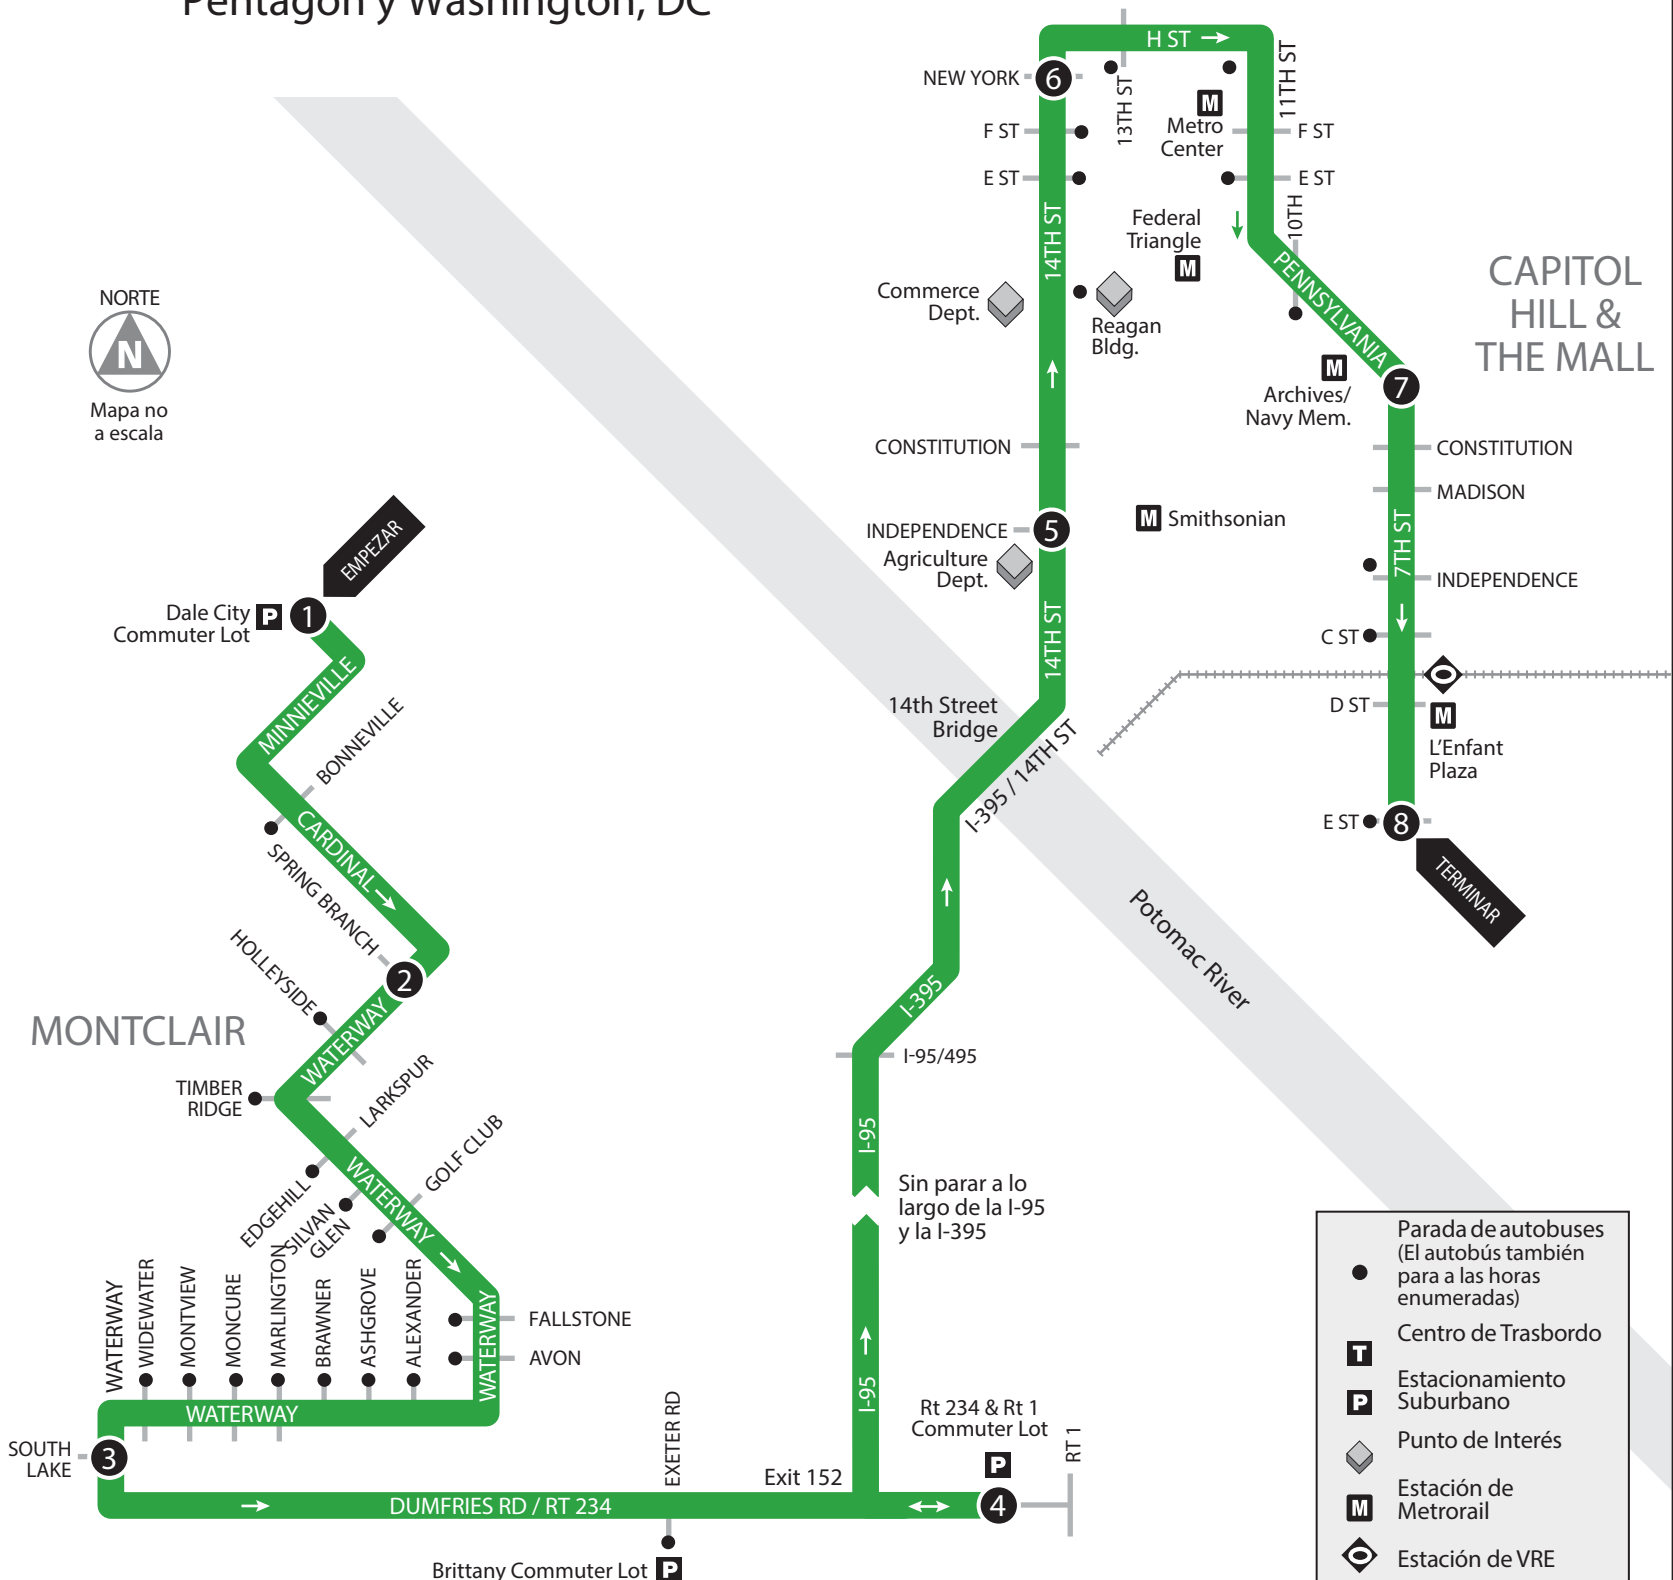 Pentagon y Washington, DC
H ST
NEW YORK
6
13TH ST
11TH ST
F ST
M
Metro
Center
F ST
E ST
E ST
14TH ST
Federal
Triangle
M
10TH
PENNSYLVANIA
CAPITOL
HILL &
THE MALL
NORTE
N
Mapa no
a escala
Commerce
Dept.
Reagan
Bldg.
M
Archives/
Navy Mem.
7
CONSTITUTION
CONSTITUTION
MADISON
INDEPENDENCE
5
M Smithsonian
7TH ST
Agriculture
Dept.
INDEPENDENCE
EMPEZAR
Dale City
Commuter Lot
P
1
14TH ST
C ST
MINNIEVILLE
BONNEVILLE
14th Street
Bridge
I-395 / 14TH ST
D ST
M
L'Enfant
Plaza
CARDINAL
SPRING BRANCH
E ST
8
TERMINAR
Potomac River
HOLLEYSIDE
2
I-395
MONTCLAIR
WATERWAY
I-95/495
TIMBER
RIDGE
LARKSPUR
I-95
GOLF CLUB
WATERWAY
EDGEHILL
SILVAN
GLEN
Sin parar a lo
largo de la I-95
y la I-395
WATERWAY
WIDEWATER
MONTVIEW
MONCURE
MARLINGTON
BRAWNER
ASHGROVE
ALEXANDER
WATERWAY
FALLSTONE
AVON
WATERWAY
I-95
SOUTH
LAKE
3
EXETER RD
Exit 152
Rt 234 & Rt 1
Commuter Lot
P
RT 1
DUMFRIES RD / RT 234
4
Brittany Commuter Lot P
Parada de autobuses
(El autobús también
para a las horas
enumeradas)
T
Centro de Trasbordo
P
Estacionamiento
Suburbano
Punto de Interés
M
Estación de
Metrorail
Estación de VRE